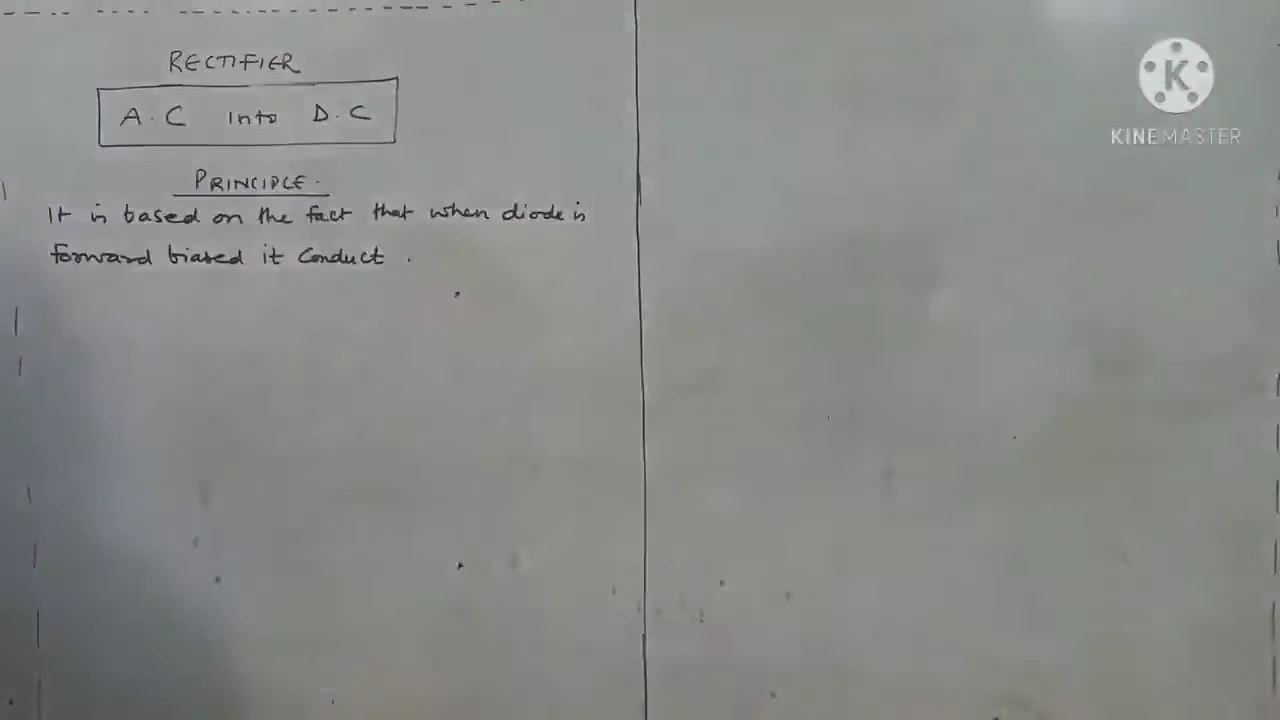 RECTIFIER
A.C into D.C
PRINCIPLE.
It is based on the fact that when diode is
forward biased it conduct .
K
KINEMASTER